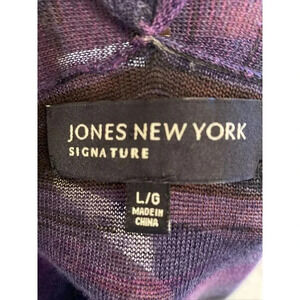 JONES NEW YORK
SIGNATURE
L/G
MADE IN
CHINA